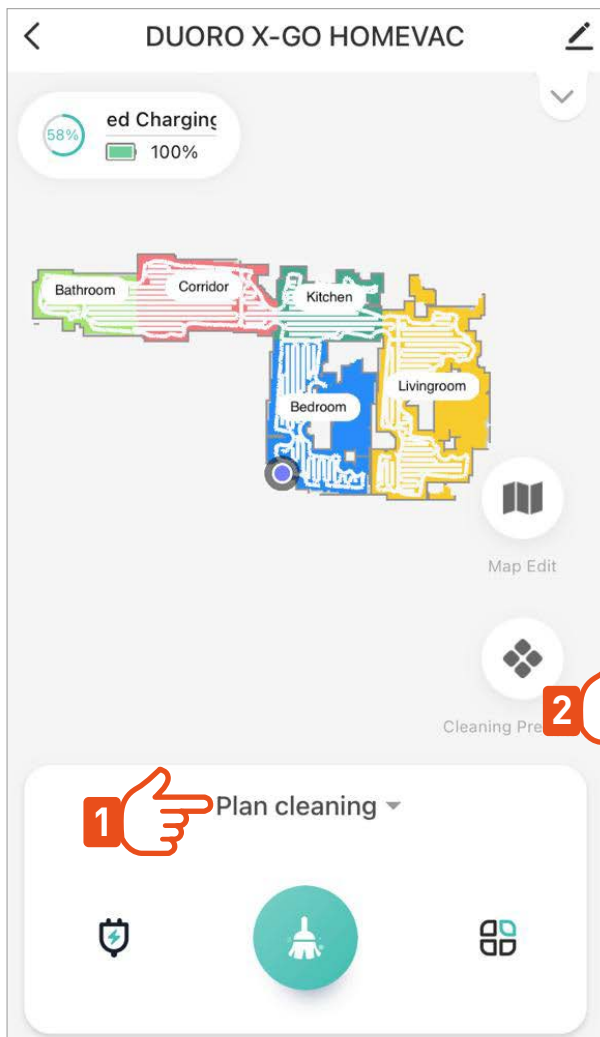 DUORO X-GO HOMEVAC
58%
ed Charging
100%
Bathroom
Corridor
Kitchen
Livingroom
Bedroom
Map Edit
Cleaning Pre
2
1
Plan cleaning